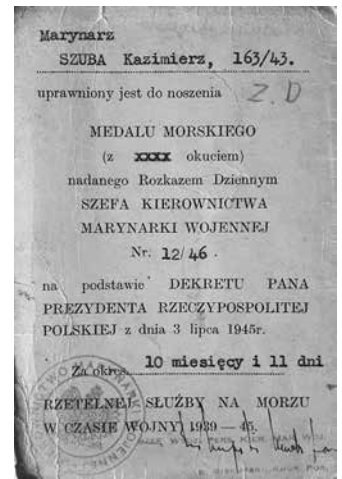 Marynarz
SZUBA Kazimierz, 163/43.
uprawniony jest do noszenia Z.D
MEDALU MORSKIEGO
(z xxxx okuciem)
nadanego Rozkazem Dziennym
SZEFA KIEROWNICTWA
MARYNARKI WOJENNEJ
Nr. 12/46.
na podstawie DEKRETU PANA
PREZYDENTA RZECZYPOSPOLITEJ
POLSKIEJ z dnia 3 lipca 1945r.
Za okres 10 miesięcy i 11 dni
RZETELNEJ SŁUŻBY NA MORZU
W CZASIE WOJNY 1939 — 45.